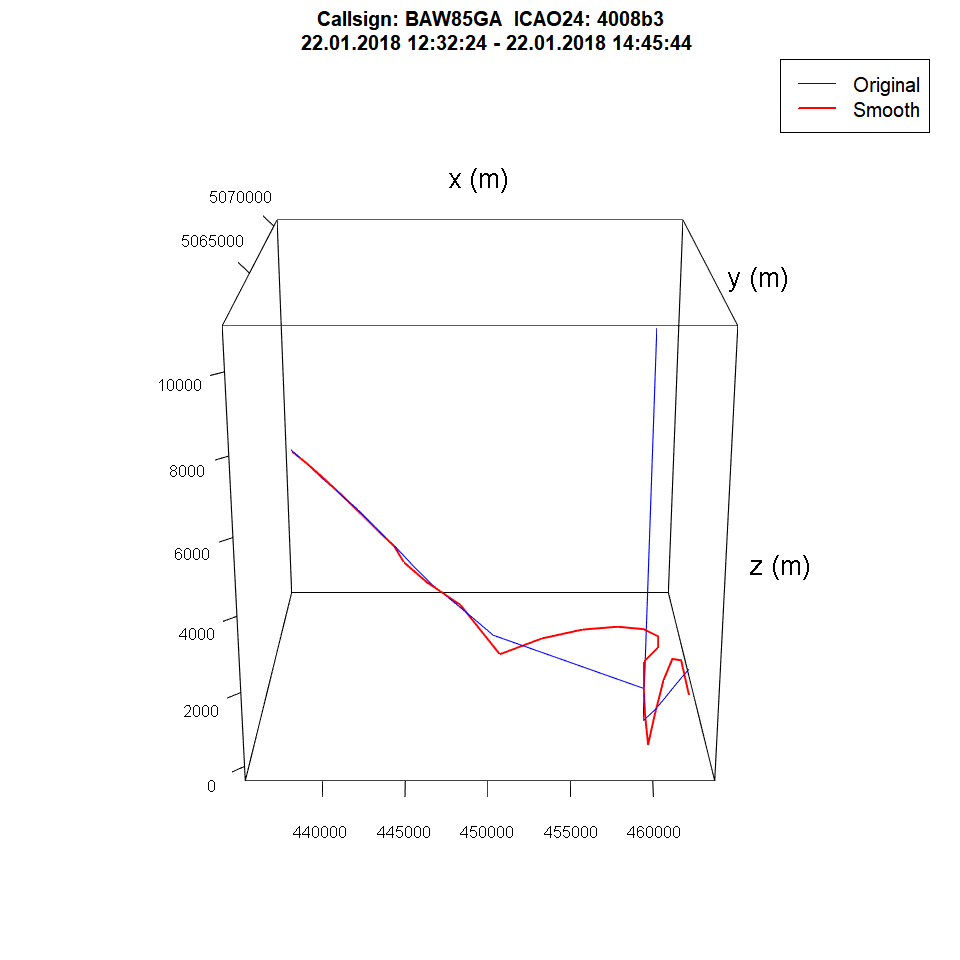 Callsign: BAW85GA  ICAO24: 4008b3
22.01.2018 12:32:24 - 22.01.2018 14:45:44
Original
Smooth
x (m)
5070000
5065000
y (m)
10000
8000
6000
z (m)
4000
2000
0
440000 445000 450000 455000 460000